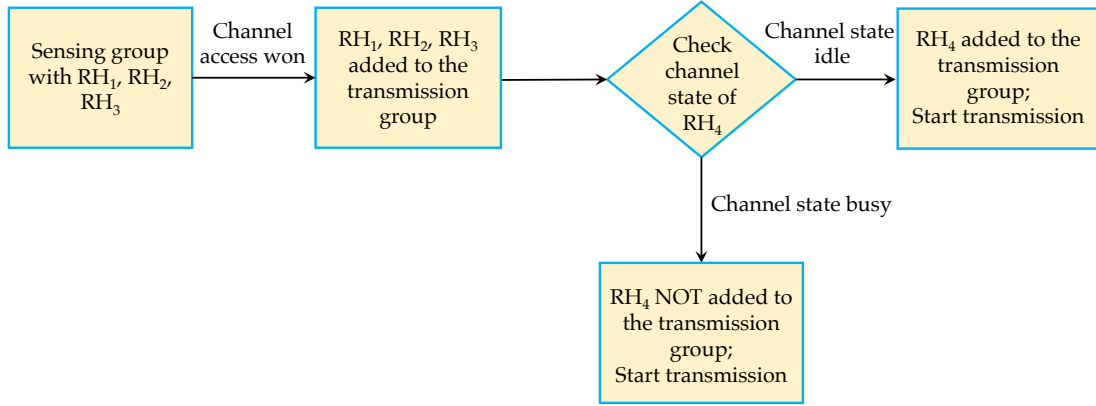 Sensing group
with RH₁, RH₂,
RH₃
Channel
access won
RH₁, RH₂, RH₃
added to the
transmission
group
Check
channel
state of
RH₄
Channel state
idle
RH₄ added to the
transmission
group;
Start transmission
Channel state busy
RH₄ NOT added to
the transmission
group;
Start transmission